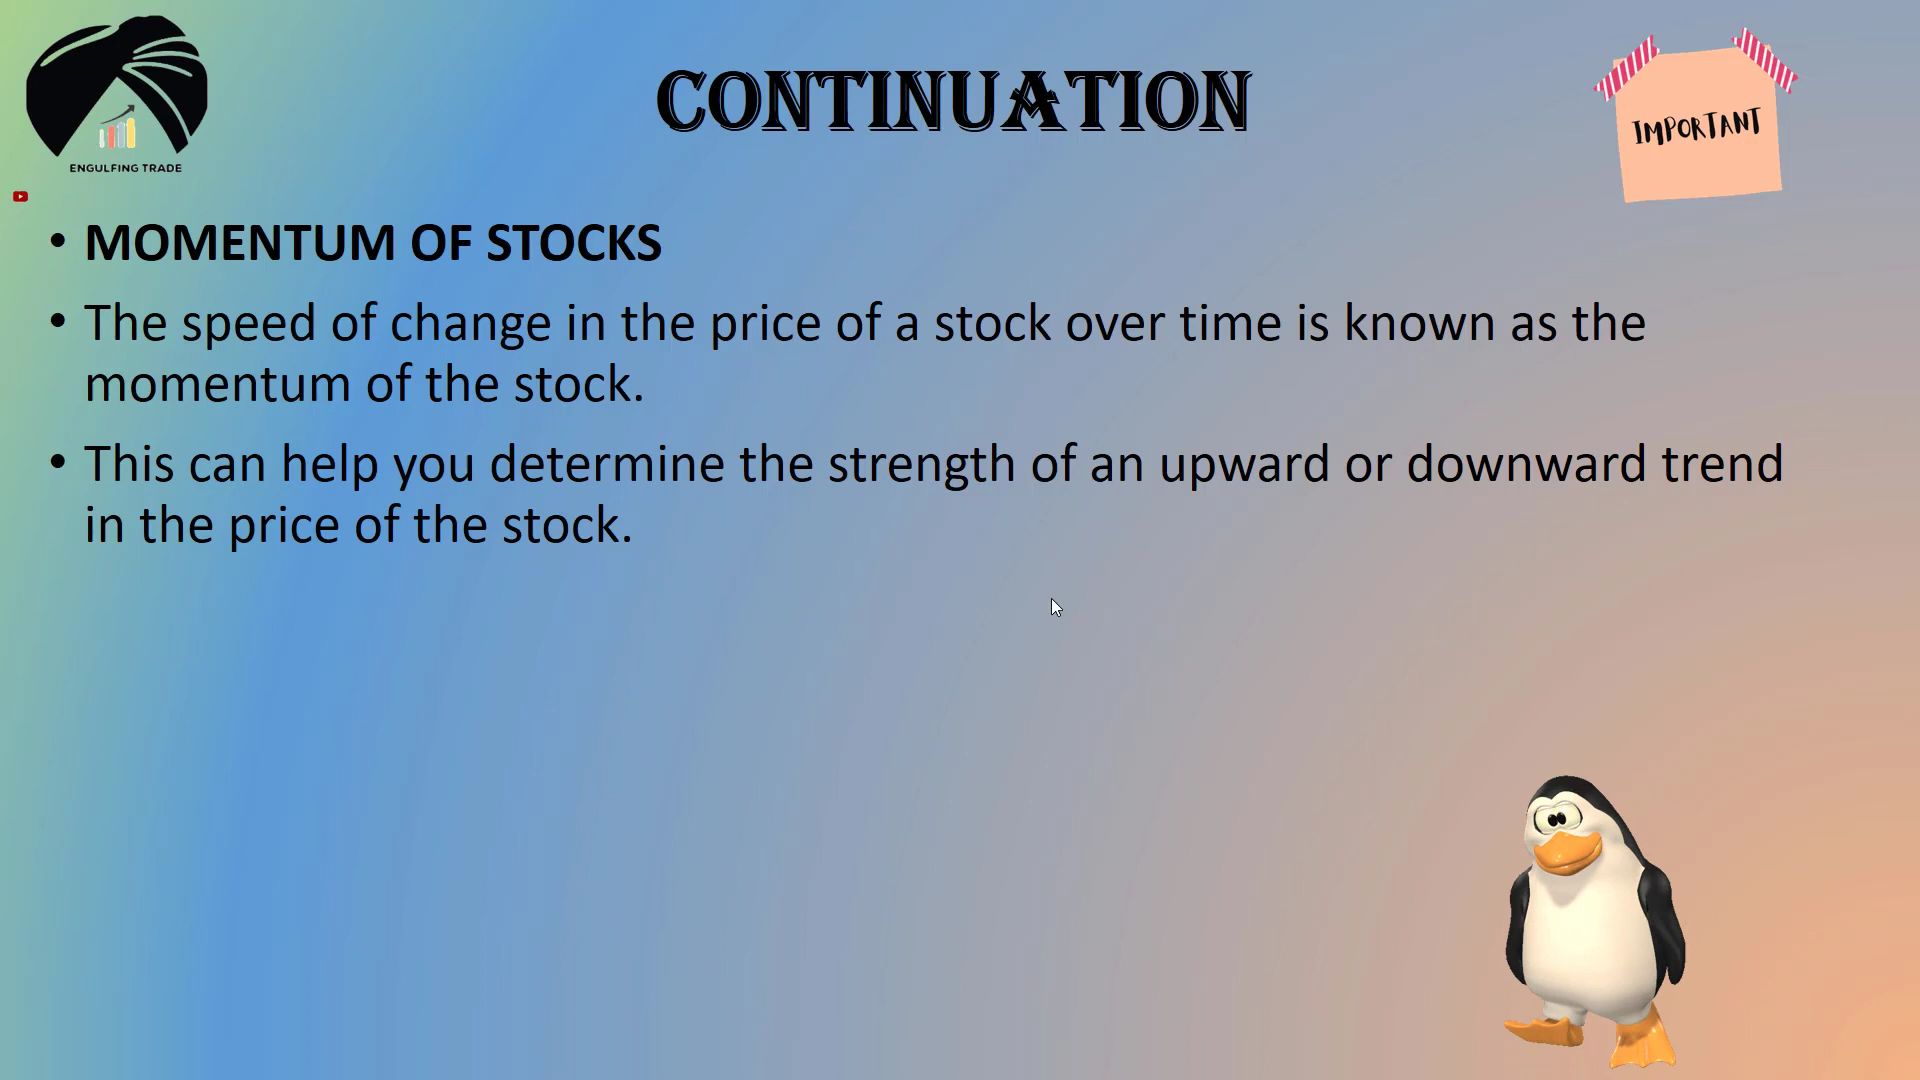 CONTINUATION
IMPORTANT
ENGULFING TRADE
• MOMENTUM OF STOCKS
• The speed of change in the price of a stock over time is known as the
momentum of the stock.
• This can help you determine the strength of an upward or downward trend
in the price of the stock.